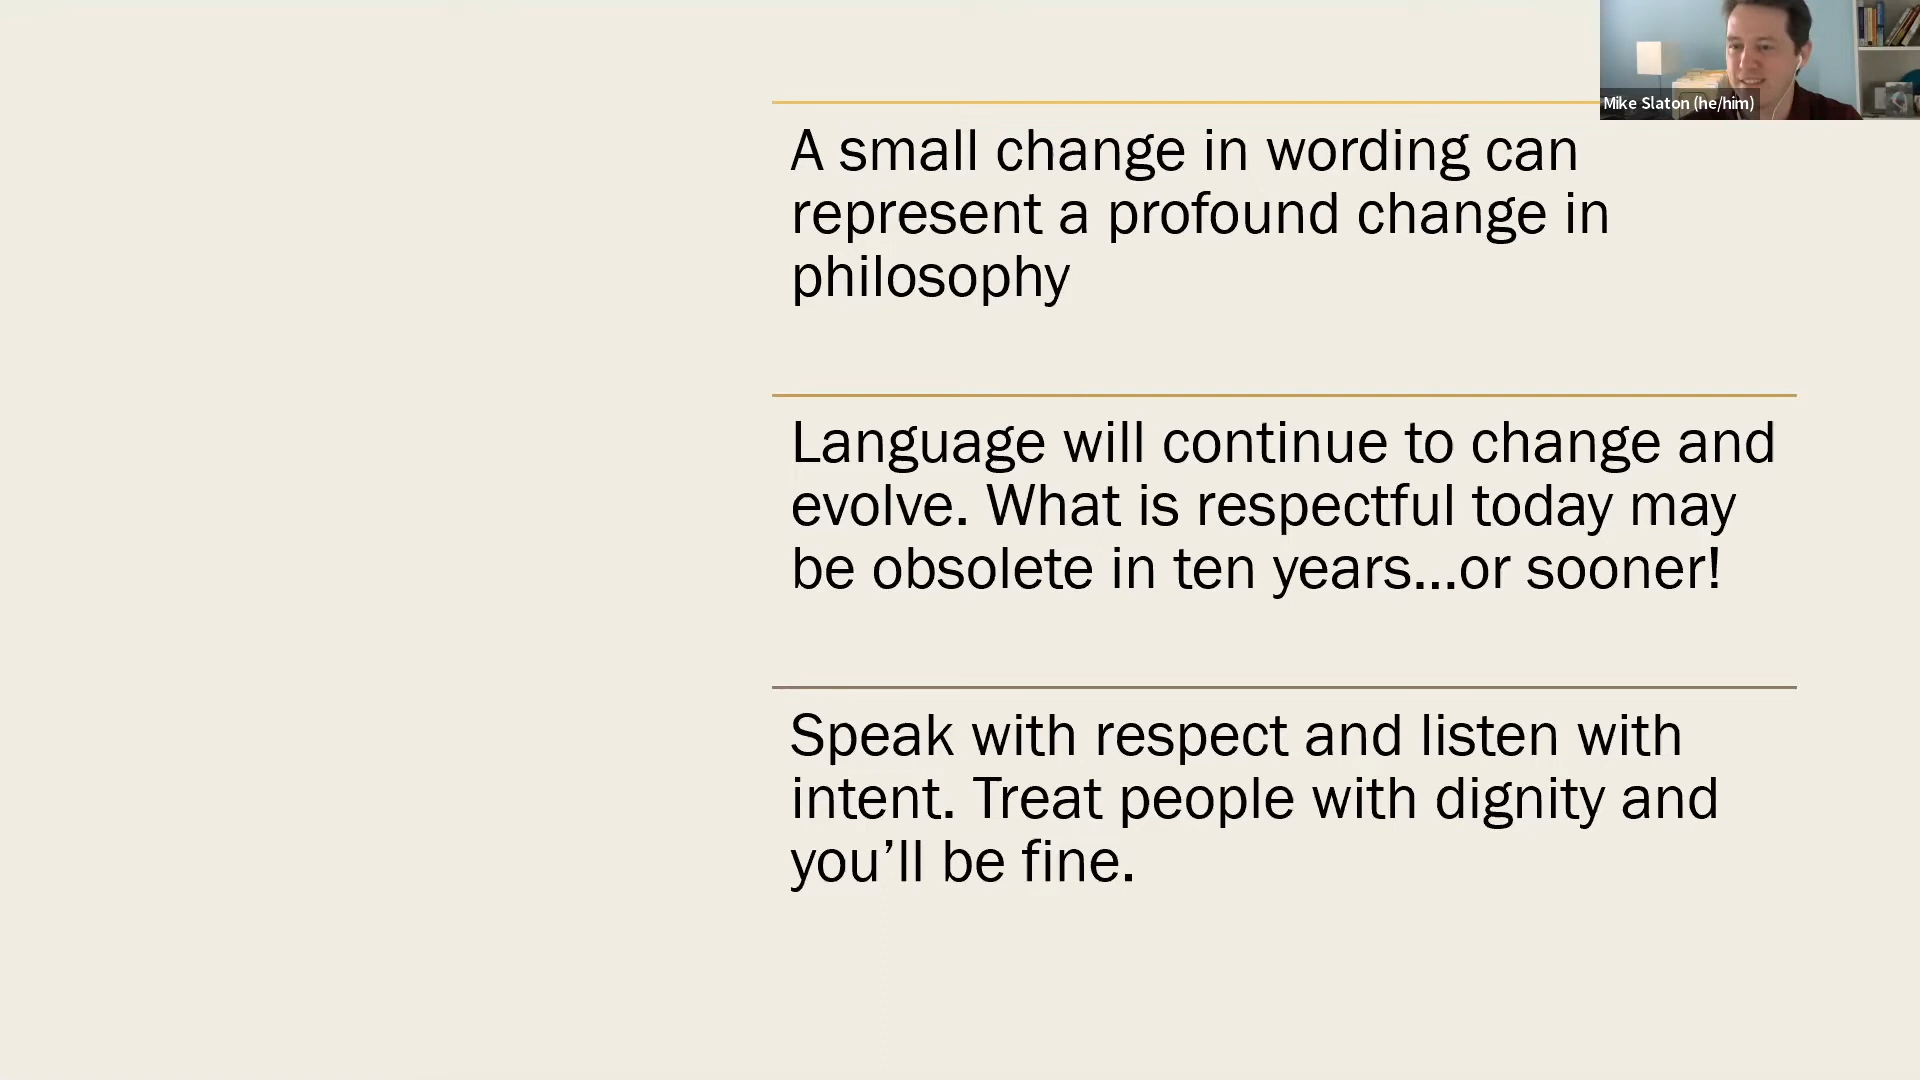 Mike Slaton (he/him)
A small change in wording can
represent a profound change in
philosophy
Language will continue to change and
evolve. What is respectful today may
be obsolete in ten years...or sooner!
Speak with respect and listen with
intent. Treat people with dignity and
you’ll be fine.